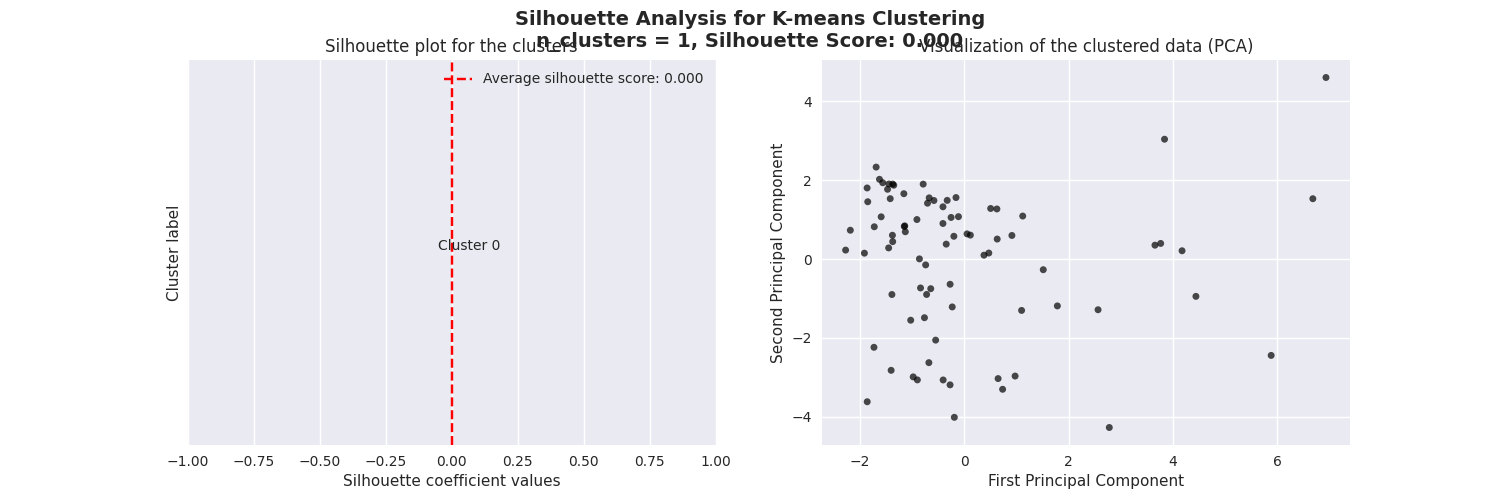 Silhouette Analysis for K-means Clustering
n_clusters = 1, Silhouette Score: 0.000
Silhouette plot for the clusters
Average silhouette score: 0.000
Cluster label
Cluster 0
−1.00 −0.75 −0.50 −0.25 0.00 0.25 0.50 0.75 1.00
Silhouette coefficient values
Visualization of the clustered data (PCA)
Second Principal Component
4
2
0
−2
−4
−2 0 2 4 6
First Principal Component